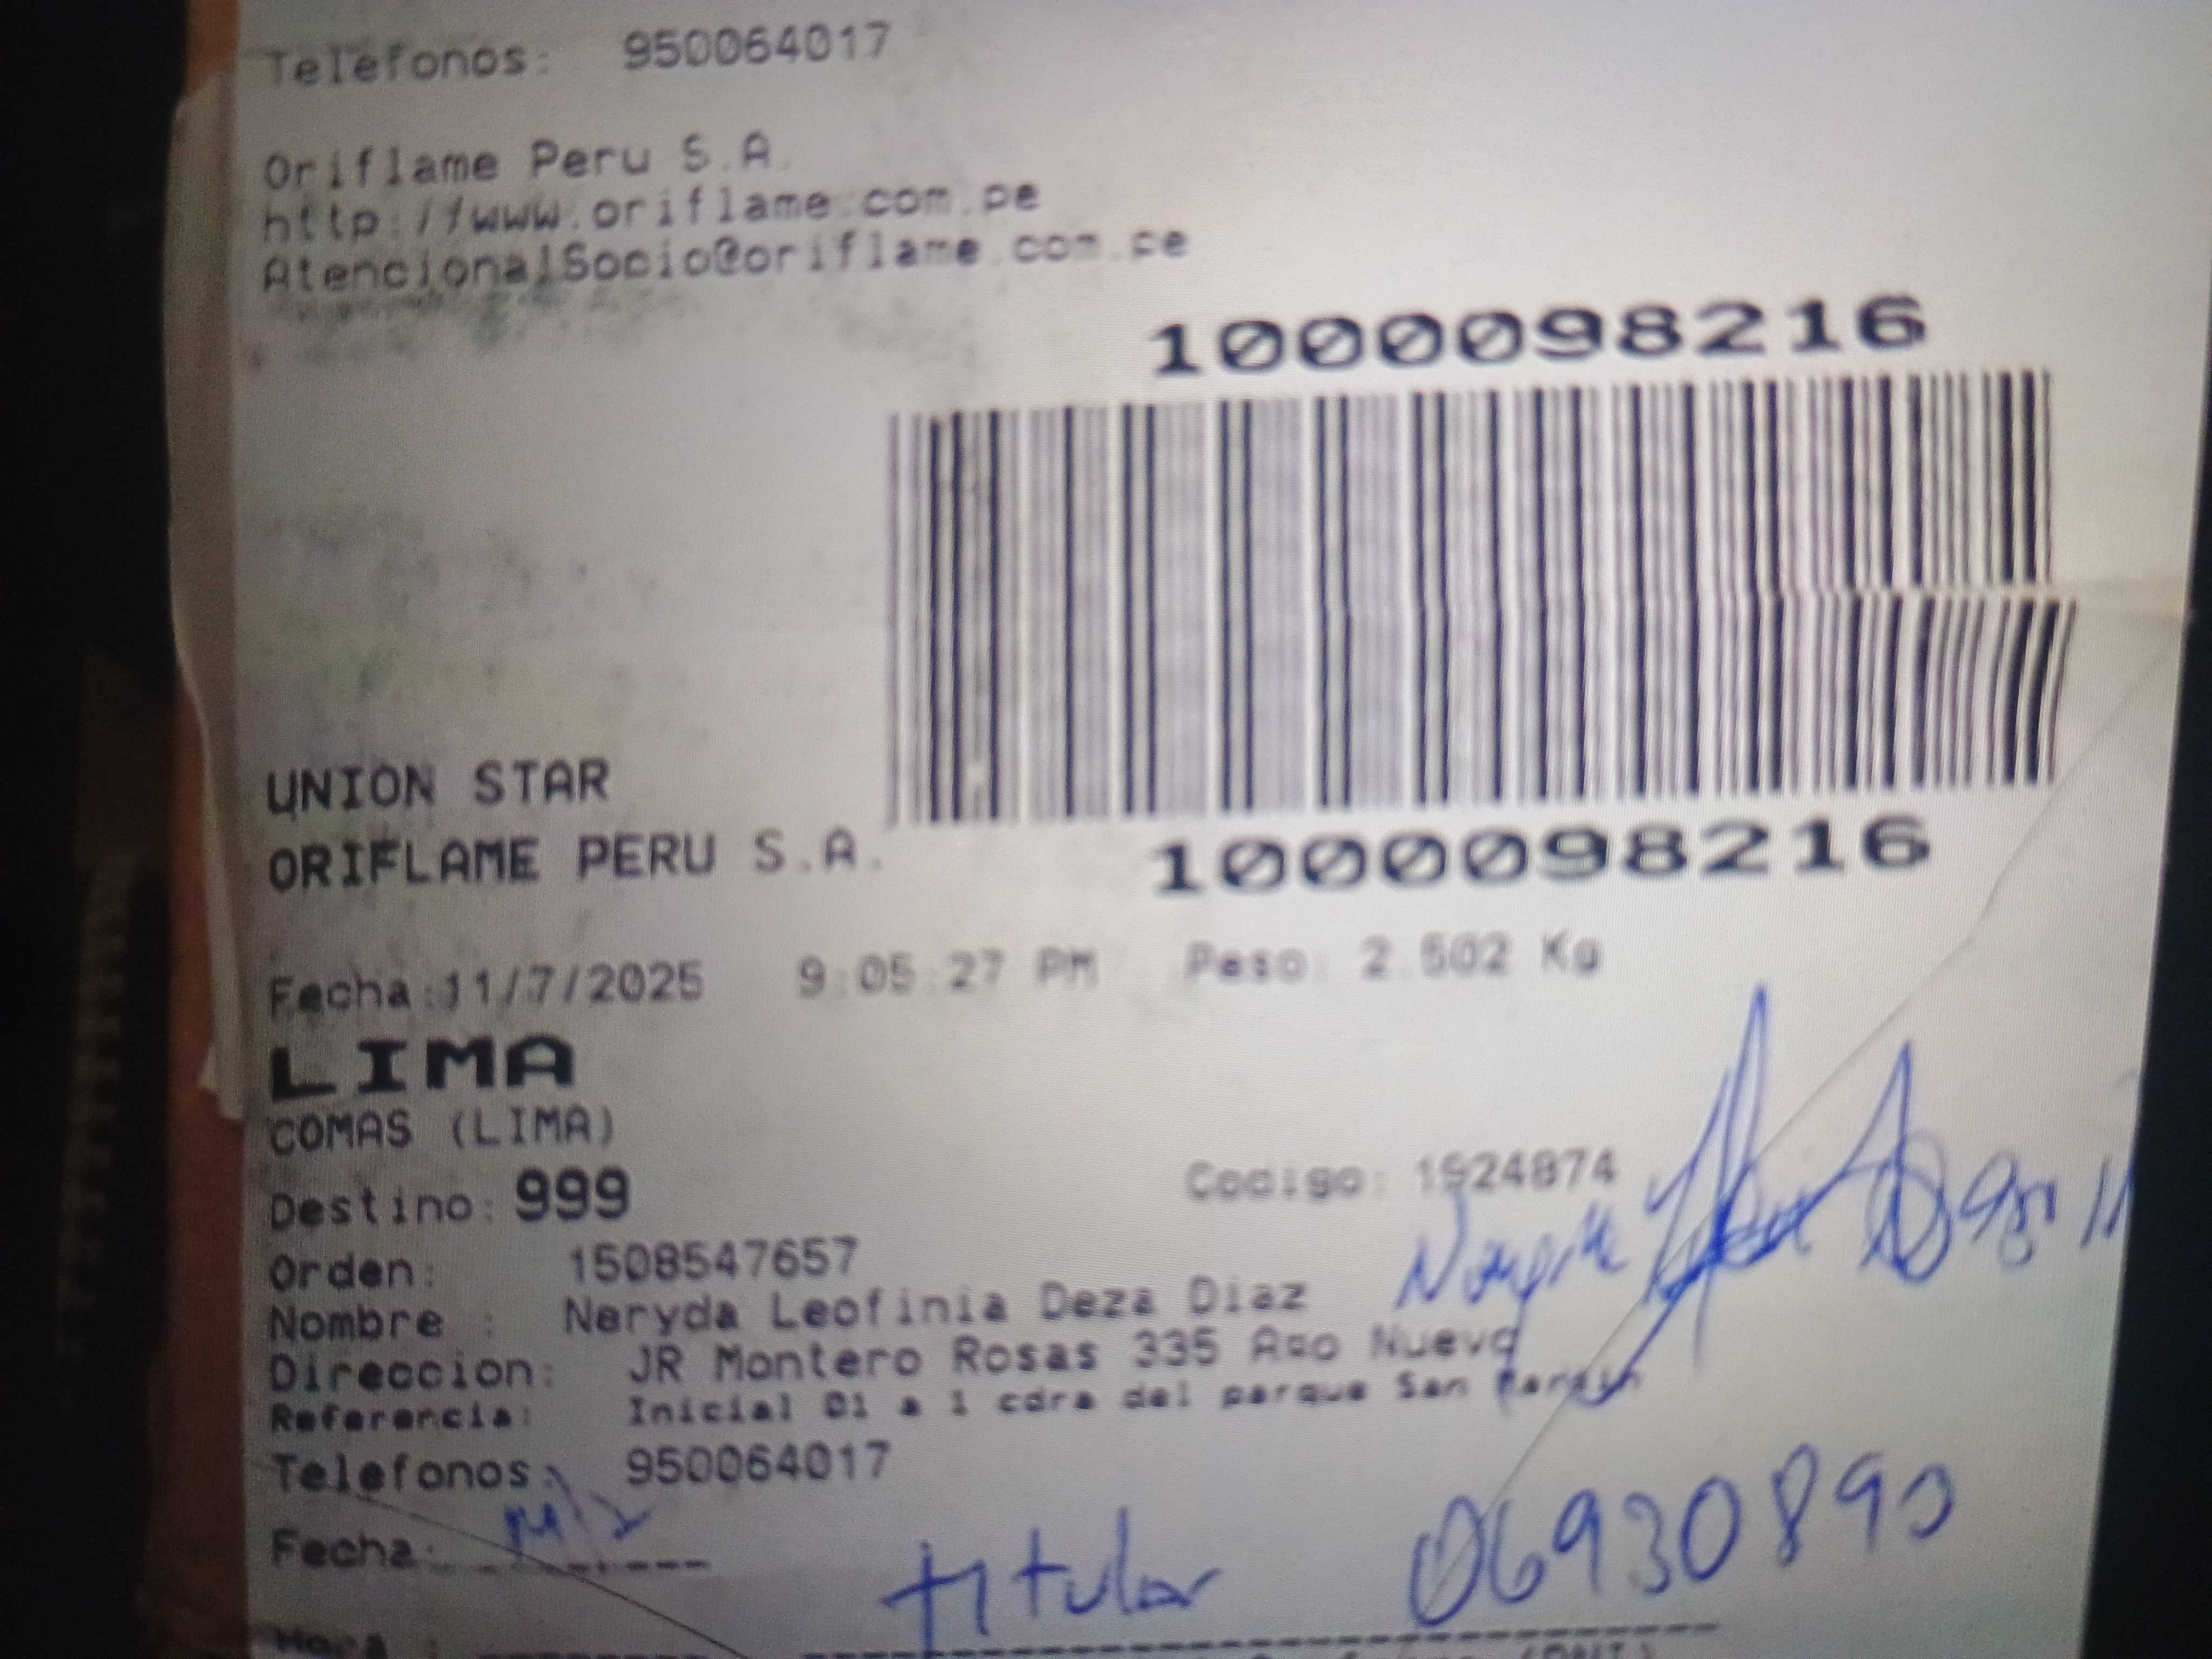 Telefonos: 950064017
Oriflame Peru S.A.
http://www.oriflame.com.pe
AtencionalSocio@oriflame.com.pe
1000098216
UNION STAR
ORIFLAME PERU S.A.
1000098216
Fecha:11/7/2025 9:05:27 PM Peso: 2.502 Kg
LIMA
COMAS (LIMA)
Destino: 999 Codigo: 1924874
Orden: 1508547657
Nombre : Neryda Leofinia Deza Diaz
Direccion: JR Montero Rosas 335 Ano Nuevo
Referencia: Inicial 01 a 1 cdra del parque San
Telefonos: 950064017
Fecha:
titular 06930890
Hora :
(DNI)